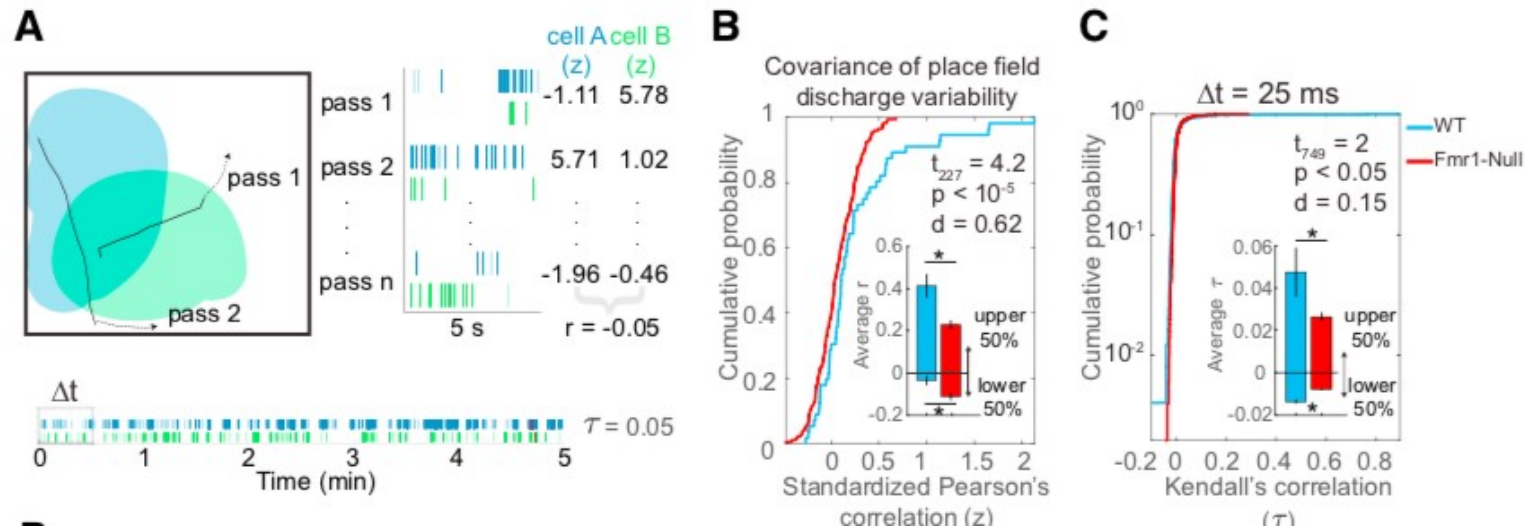 A
cell A cell B
(z) (z)
pass 1
-1.11 5.78
pass 2
5.71 1.02
pass n
-1.96 -0.46
5 s
r = -0.05
pass 1
pass 2
Δt
τ = 0.05
0 1 2 3 4 5
Time (min)
B
Covariance of place field
discharge variability
Cumulative probability
1
0.8
0.6
0.4
0.2
0
t227 = 4.2
p < 10-5
d = 0.62
Average r
0.6
0.4
0.2
0
-0.2
*
*
upper
50%
lower
50%
0 0.5 1 1.5 2
Standardized Pearson's
correlation (z)
C
Δt = 25 ms
Cumulative probability
10⁰
10-1
10-2
WT
Fmr1-Null
t749 = 2
p < 0.05
d = 0.15
Average τ
0.06
0.04
0.02
0
-0.02
*
*
upper
50%
lower
50%
-0.2 0 0.2 0.4 0.6 0.8
Kendall's correlation
(τ)